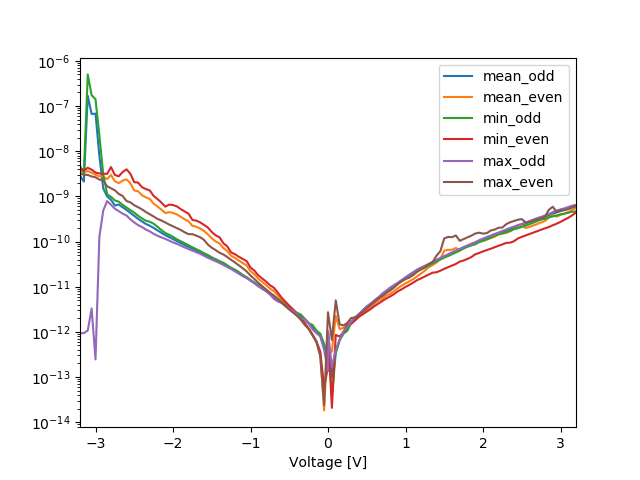 10⁻⁶
10⁻⁷
10⁻⁸
10⁻⁹
10⁻¹⁰
10⁻¹¹
10⁻¹²
10⁻¹³
10⁻¹⁴
mean_odd
mean_even
min_odd
min_even
max_odd
max_even
−3 −2 −1 0 1 2 3
Voltage [V]